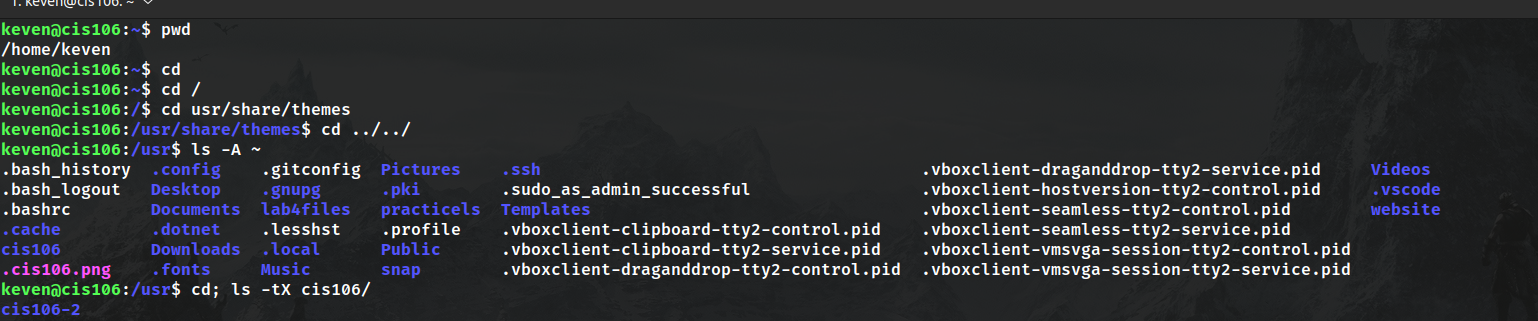 1: keven@cis106: ~
keven@cis106:~$ pwd
/home/keven
keven@cis106:~$ cd
keven@cis106:~$ cd /
keven@cis106:/$ cd usr/share/themes
keven@cis106:/usr/share/themes$ cd ../../
keven@cis106:/usr$ ls -A ~
.bash_history .config .gitconfig Pictures .ssh .vboxclient-draganddrop-tty2-service.pid Videos
.bash_logout Desktop .gnupg .pki .sudo_as_admin_successful .vboxclient-hostversion-tty2-control.pid .vscode
.bashrc Documents lab4files practicels Templates .vboxclient-seamless-tty2-control.pid website
.cache .dotnet .lesshst .profile .vboxclient-clipboard-tty2-control.pid .vboxclient-seamless-tty2-service.pid
cis106 Downloads .local Public .vboxclient-clipboard-tty2-service.pid .vboxclient-vmsvga-session-tty2-control.pid
.cis106.png .fonts Music snap .vboxclient-draganddrop-tty2-control.pid .vboxclient-vmsvga-session-tty2-service.pid
keven@cis106:/usr$ cd; ls -tX cis106/
cis106-2